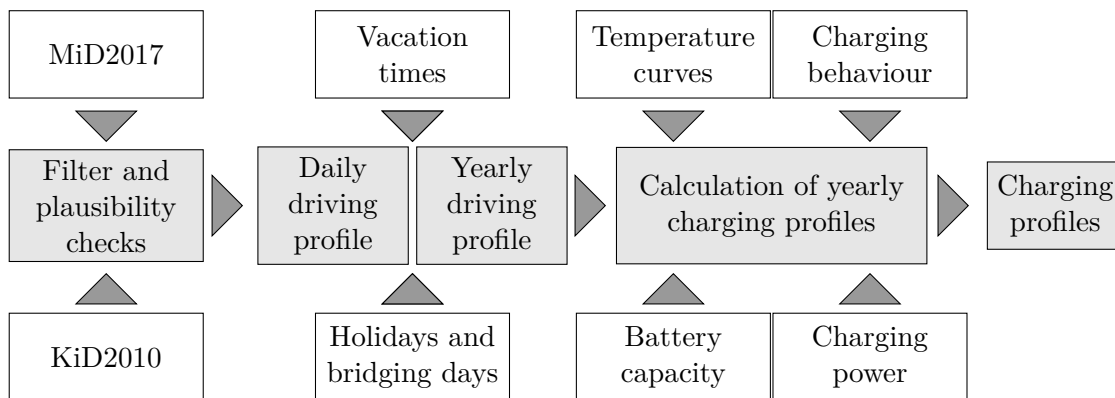 MiD2017
Vacation
times
Temperature
curves
Charging
behaviour
Filter and
plausibility
checks
Daily
driving
profile
Yearly
driving
profile
Calculation of yearly
charging profiles
Charging
profiles
KiD2010
Holidays and
bridging days
Battery
capacity
Charging
power